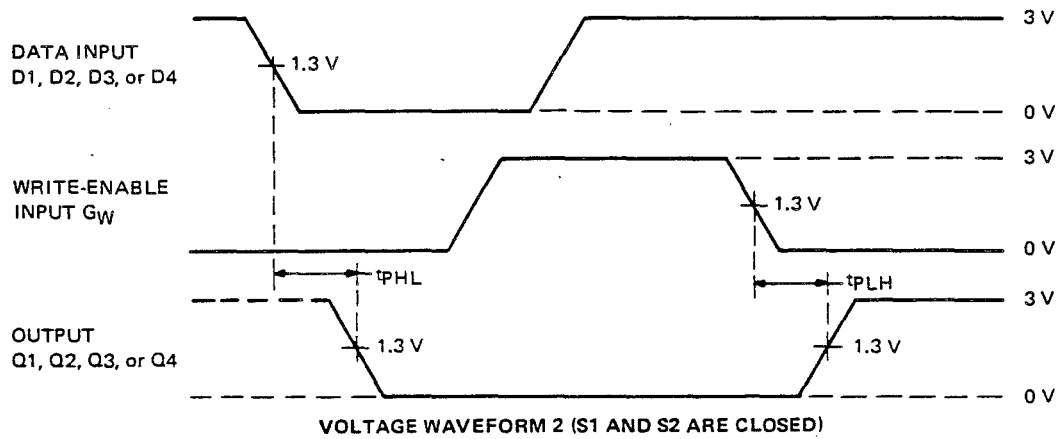 3 V
DATA INPUT
D1, D2, D3, or D4
1.3 V
0 V
3 V
WRITE-ENABLE
INPUT GW
1.3 V
0 V
tPHL
tPLH
3 V
OUTPUT
Q1, Q2, Q3, or Q4
1.3 V
1.3 V
0 V
VOLTAGE WAVEFORM 2 (S1 AND S2 ARE CLOSED)